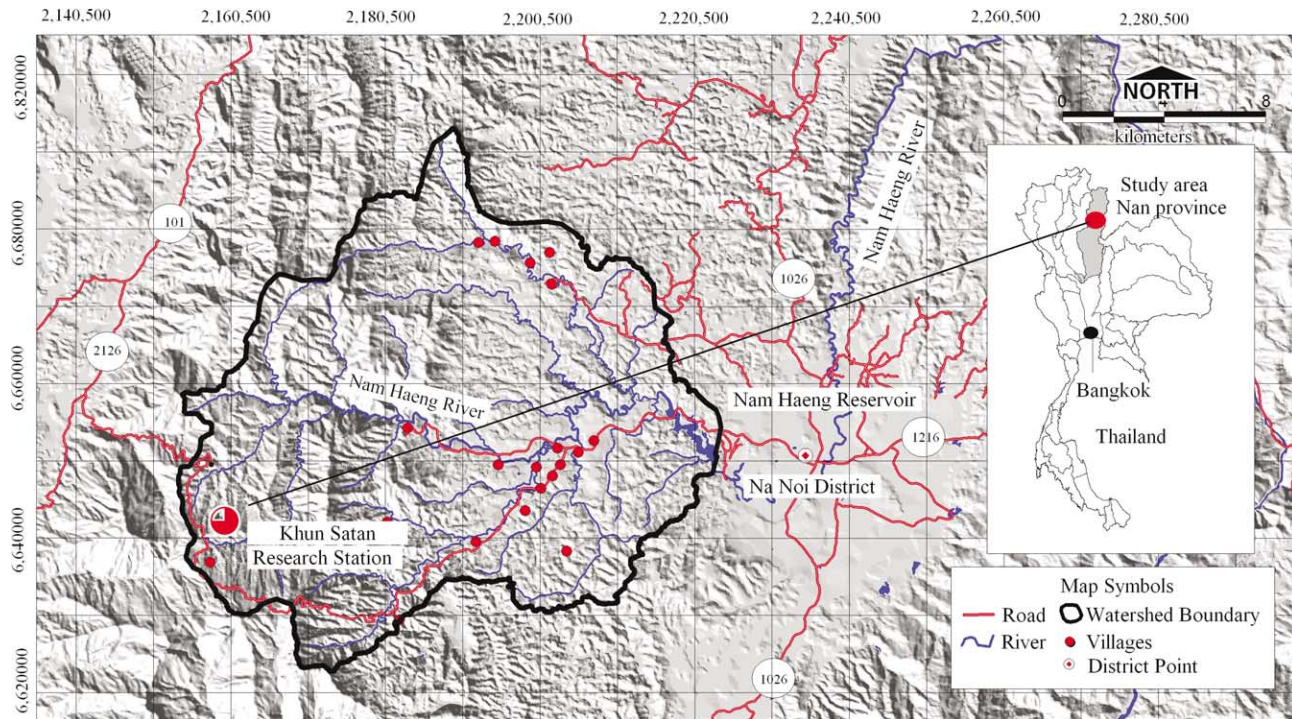 2,140,500 2,160,500 2,180,500 2,200,500 2,220,500 2,240,500 2,260,500 2,280,500
6,820000
6,680000
6,660000
6,640000
6,620000
NORTH
0 4 8
kilometers
Study area
Nan province
Bangkok
Thailand
101
2126
1026
Nam Haeng River
Nam Haeng River
Nam Haeng Reservoir
1216
Na Noi District
Khun Satan
Research Station
1026
Map Symbols
Road Watershed Boundary
River Villages
District Point